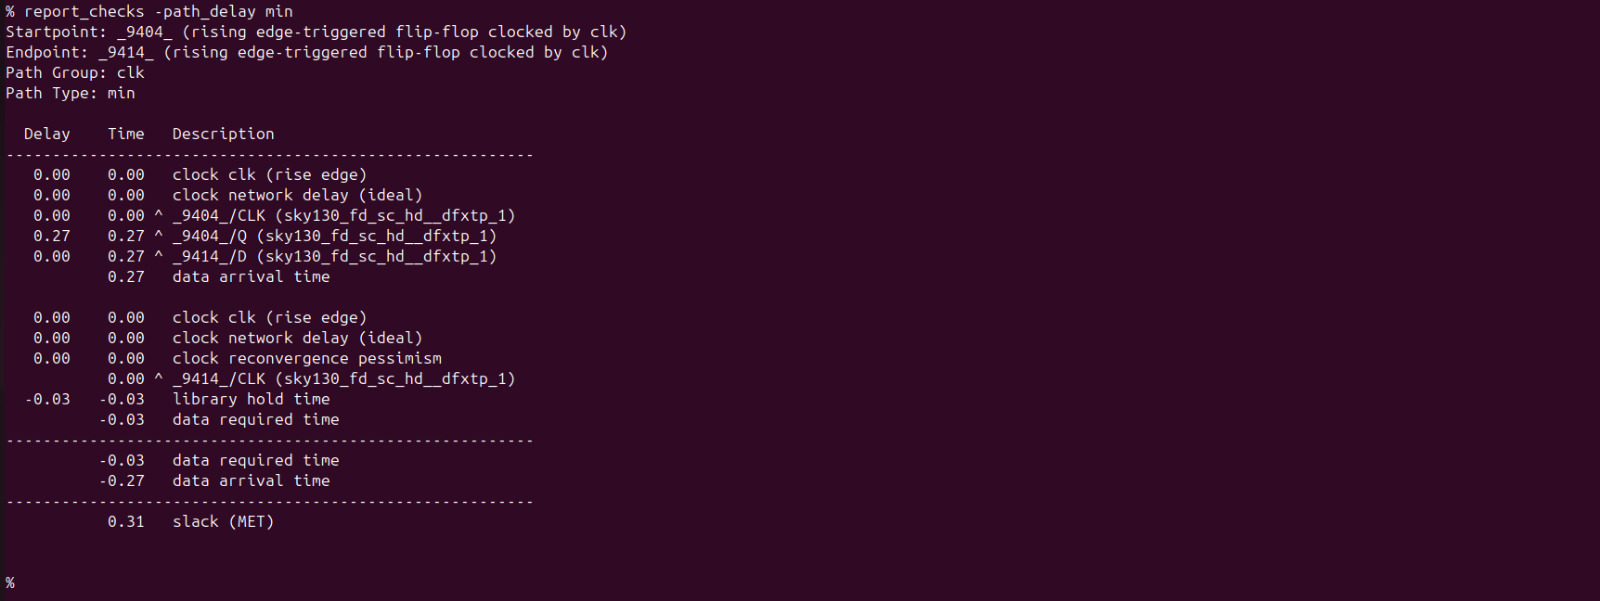 % report_checks -path_delay min
Startpoint: _9404_ (rising edge-triggered flip-flop clocked by clk)
Endpoint: _9414_ (rising edge-triggered flip-flop clocked by clk)
Path Group: clk
Path Type: min

  Delay    Time   Description
---------------------------------------------------------
   0.00    0.00   clock clk (rise edge)
   0.00    0.00   clock network delay (ideal)
   0.00    0.00 ^ _9404_/CLK (sky130_fd_sc_hd__dfxtp_1)
   0.27    0.27 ^ _9404_/Q (sky130_fd_sc_hd__dfxtp_1)
   0.00    0.27 ^ _9414_/D (sky130_fd_sc_hd__dfxtp_1)
           0.27   data arrival time

   0.00    0.00   clock clk (rise edge)
   0.00    0.00   clock network delay (ideal)
   0.00    0.00   clock reconvergence pessimism
           0.00 ^ _9414_/CLK (sky130_fd_sc_hd__dfxtp_1)
  -0.03   -0.03   library hold time
          -0.03   data required time
---------------------------------------------------------
          -0.03   data required time
          -0.27   data arrival time
---------------------------------------------------------
           0.31   slack (MET)


%